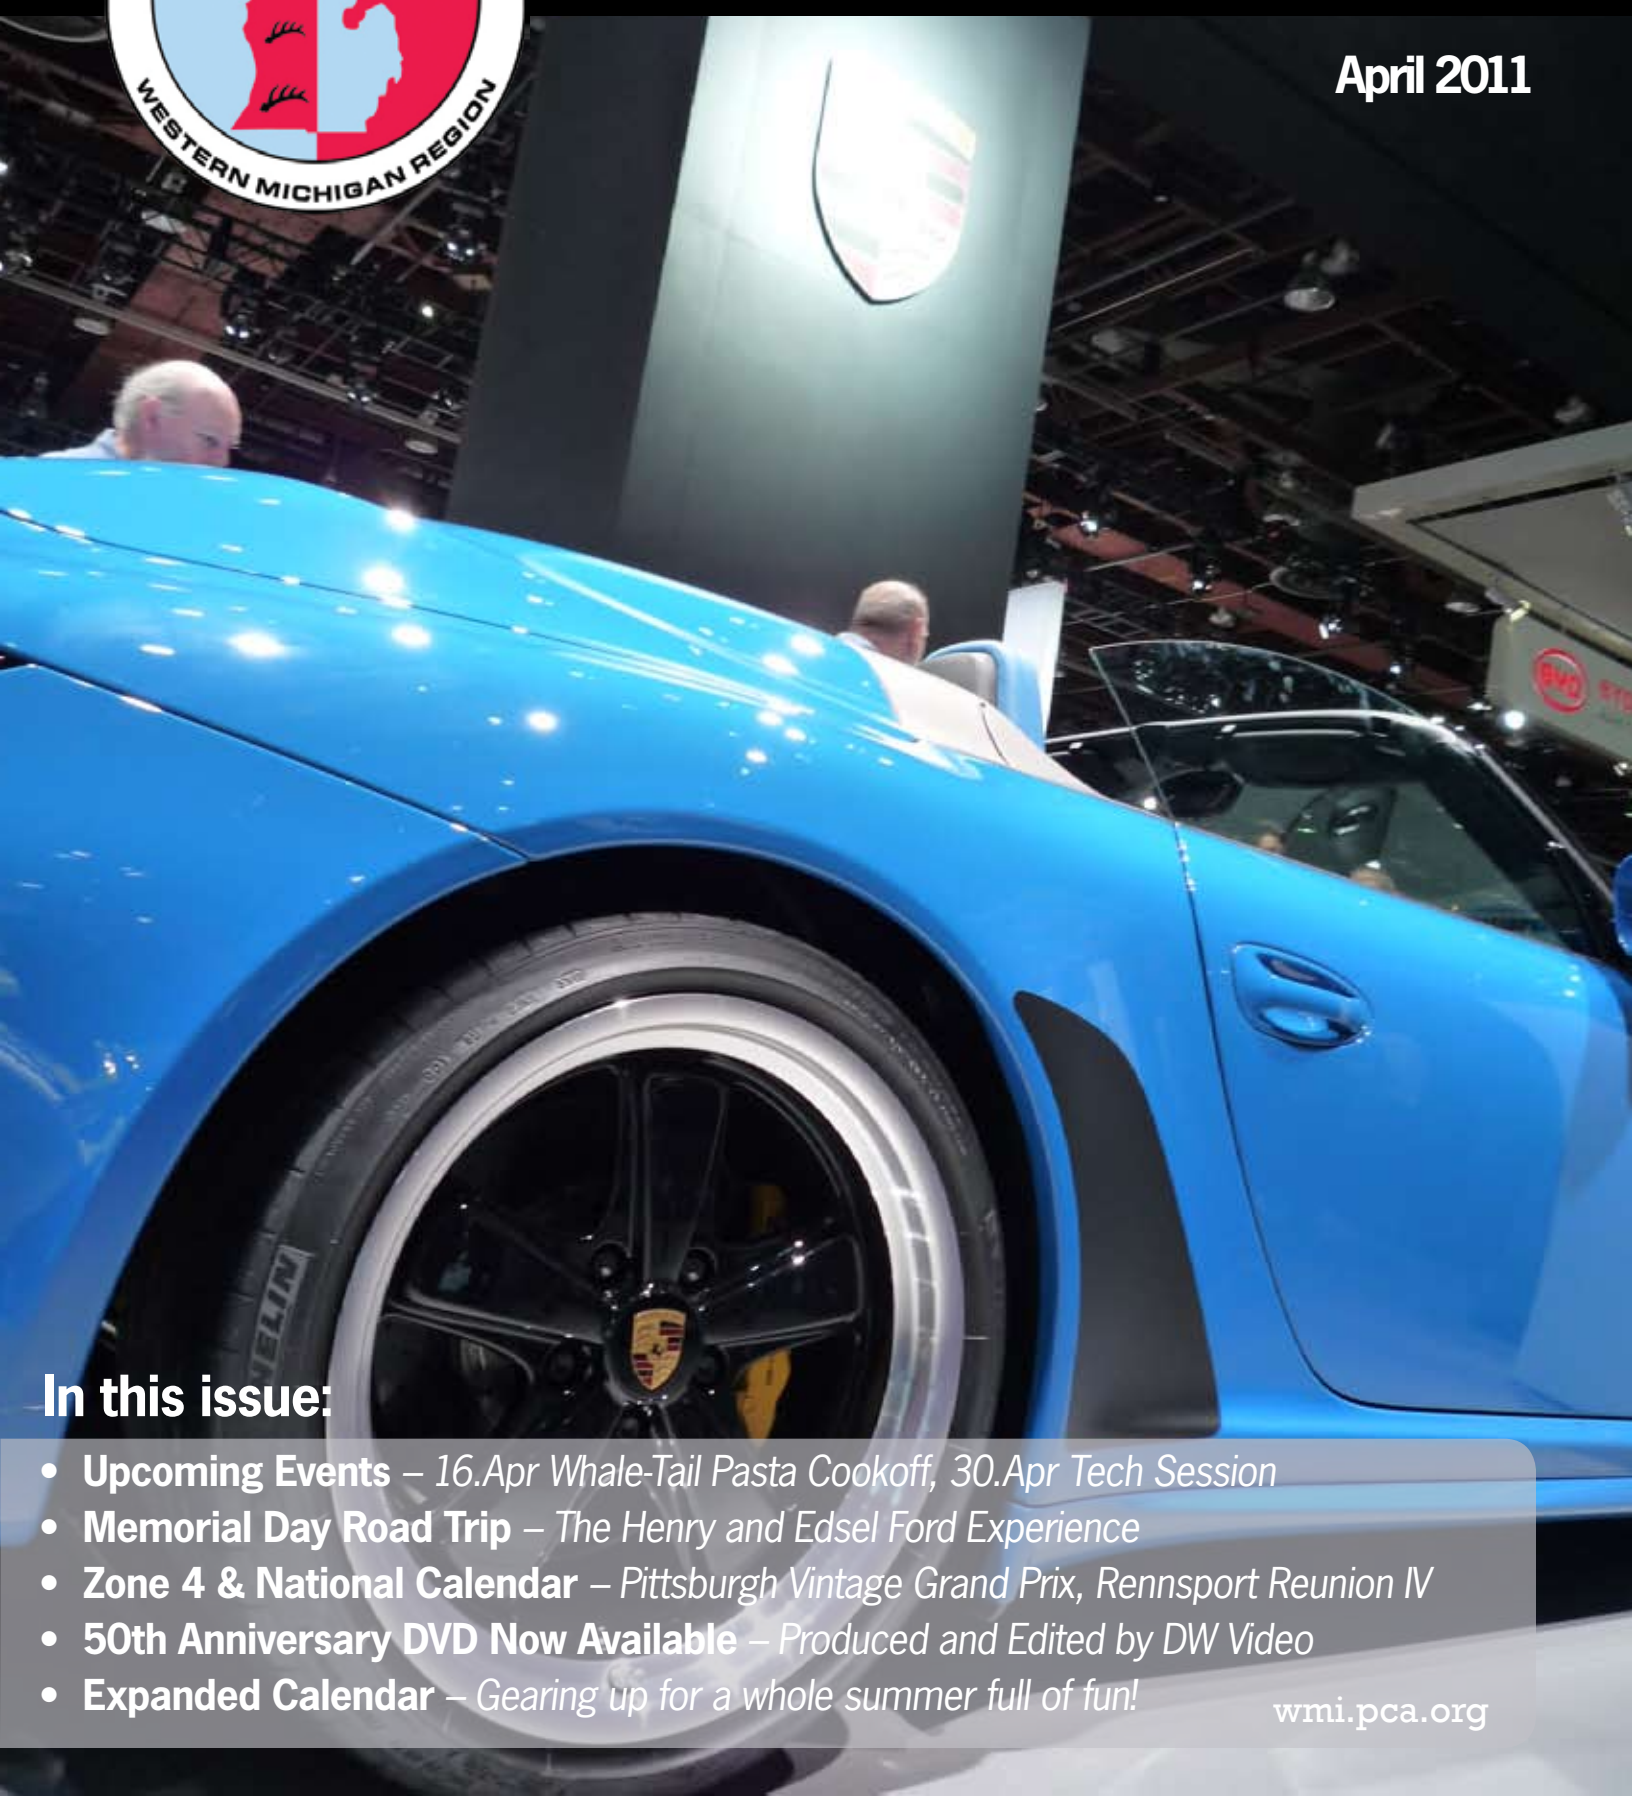 April 2011
WESTERN MICHIGAN REGION
BYD
In this issue:
• Upcoming Events – 16.Apr Whale-Tail Pasta Cookoff, 30.Apr Tech Session
• Memorial Day Road Trip – The Henry and Edsel Ford Experience
• Zone 4 & National Calendar – Pittsburgh Vintage Grand Prix, Rennsport Reunion IV
• 50th Anniversary DVD Now Available – Produced and Edited by DW Video
• Expanded Calendar – Gearing up for a whole summer full of fun!
wmi.pca.org